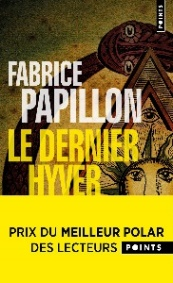 POINTS
FABRICE
PAPILLON
LE DERNIER
HYVER
PRIX DU MEILLEUR POLAR
DES LECTEURS POINTS